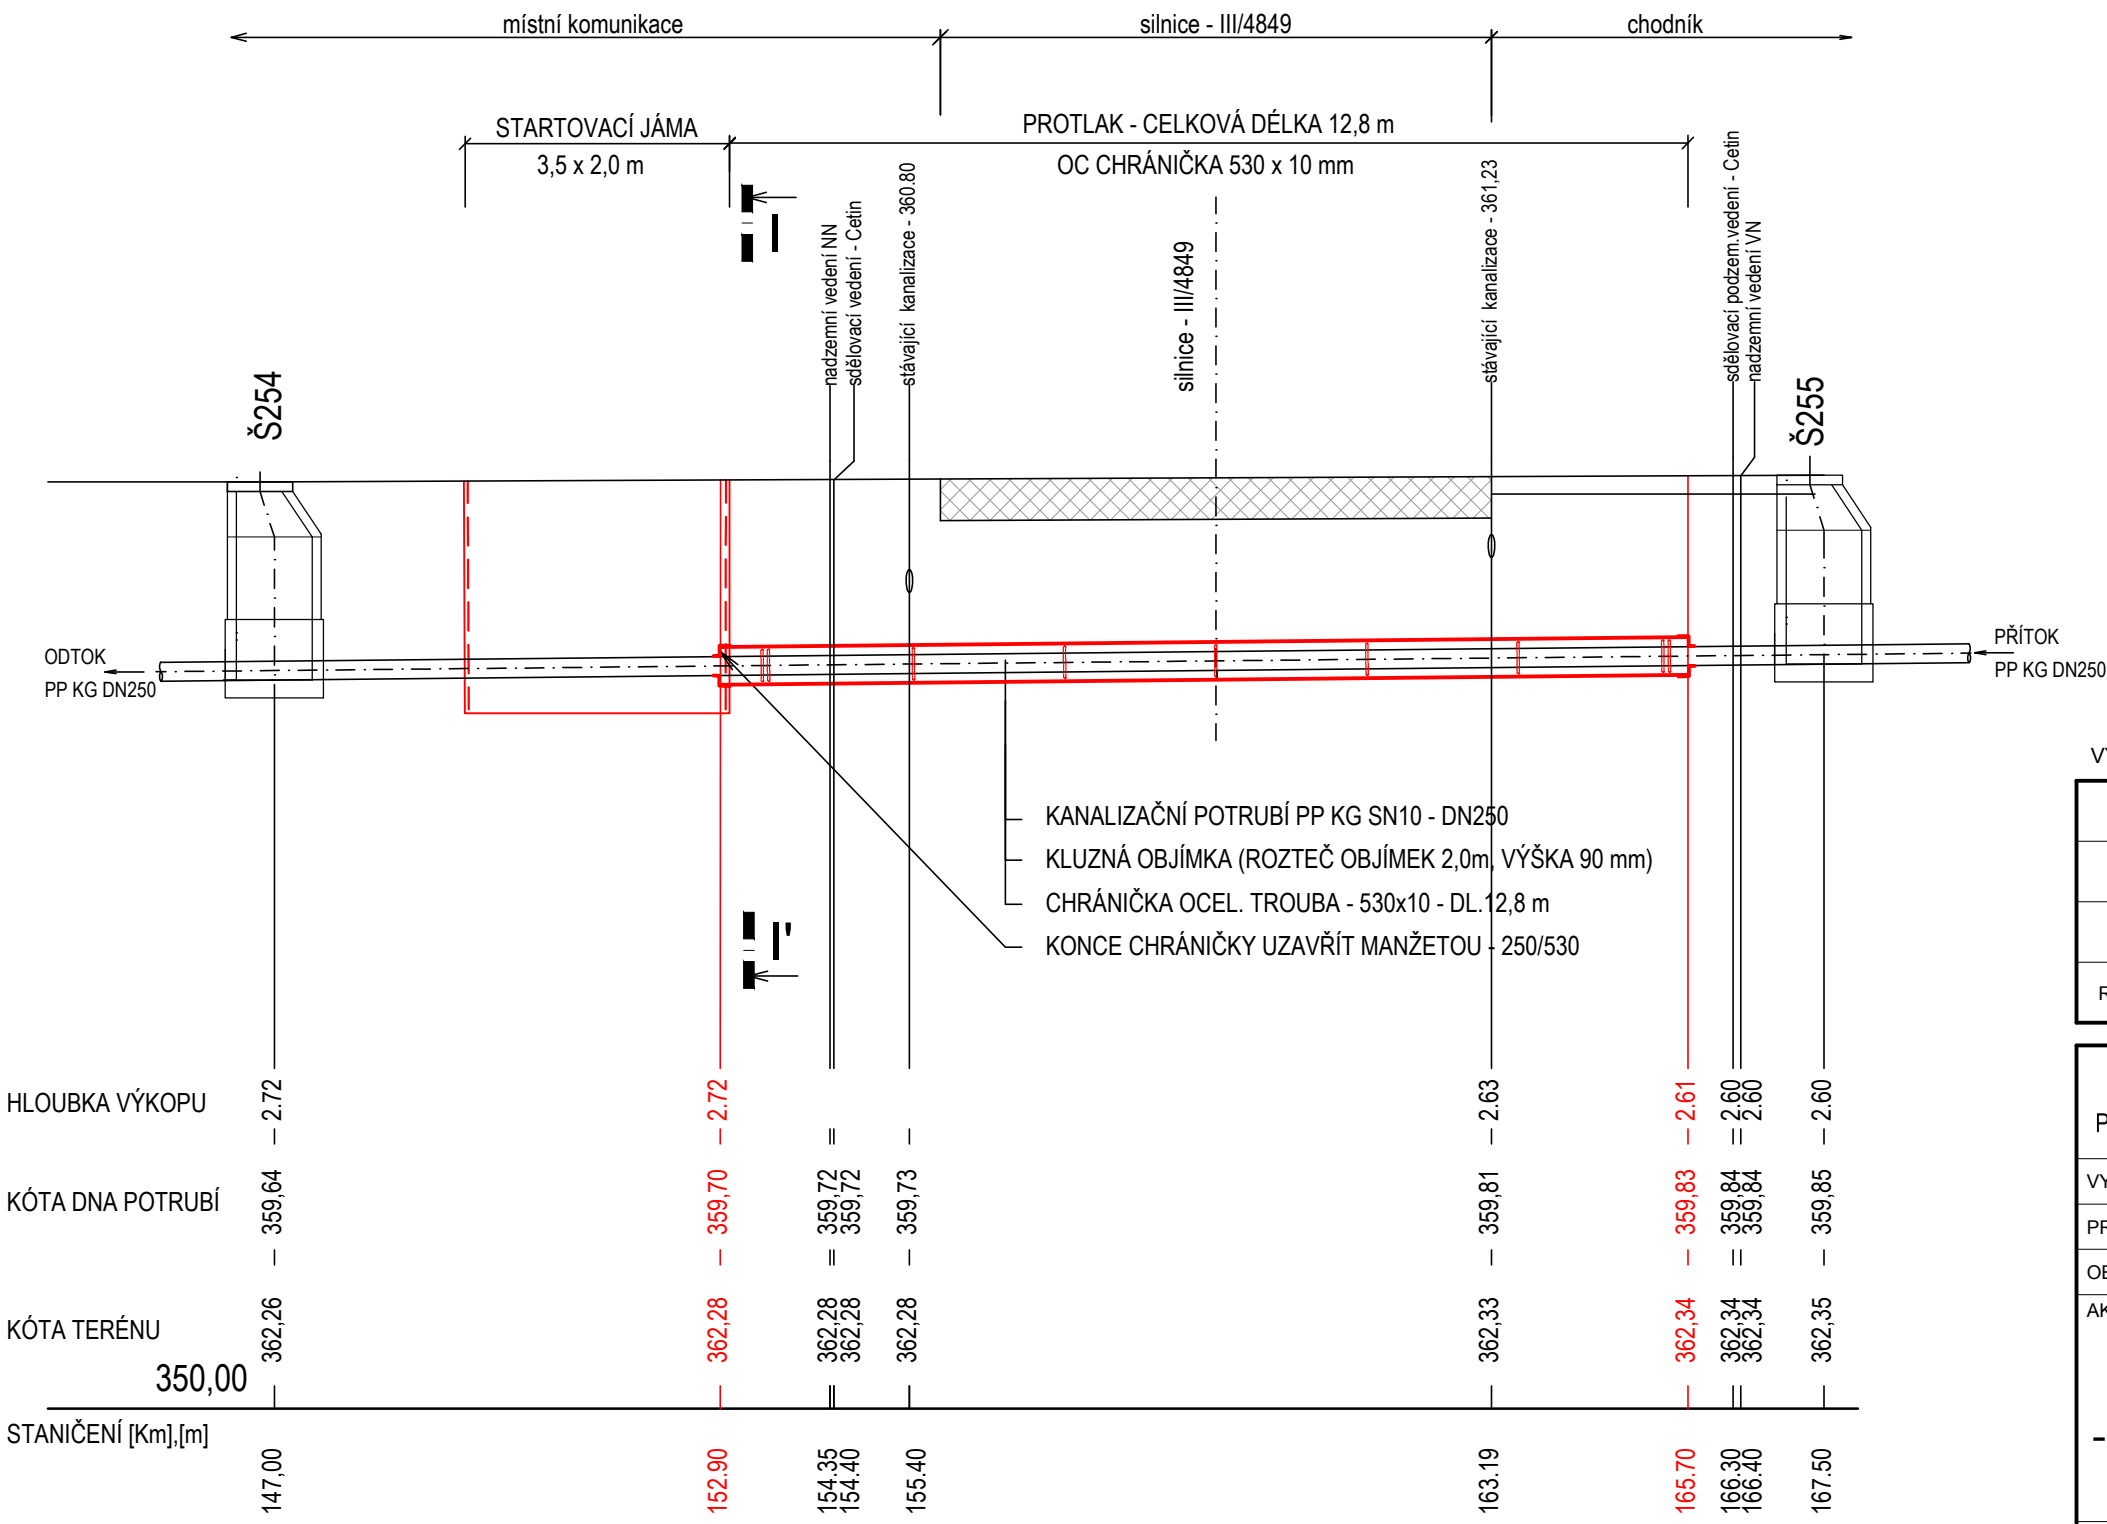 místní komunikace
silnice - III/4849
chodník
STARTOVACÍ JÁMA
3,5 x 2,0 m
PROTLAK - CELKOVÁ DÉLKA 12,8 m
OC CHRÁNIČKA 530 x 10 mm
I
nadzemní vedení NN
sdělovací vedení - Cetin
stávající kanalizace - 360.80
silnice - III/4849
stávající kanalizace - 361,23
sdělovací podzem.vedení - Cetin
nadzemní vedení VN
Š254
Š255
ODTOK
PP KG DN250
PŘÍTOK
PP KG DN250
KANALIZAČNÍ POTRUBÍ PP KG SN10 - DN250
KLUZNÁ OBJÍMKA (ROZTEČ OBJÍMEK 2,0m, VÝŠKA 90 mm)
CHRÁNIČKA OCEL. TROUBA - 530x10 - DL.12,8 m
KONCE CHRÁNIČKY UZAVŘÍT MANŽETOU - 250/530
I'
HLOUBKA VÝKOPU
2.72
2.72
2.63
2.61
2.60
2.60
2.60
KÓTA DNA POTRUBÍ
359,64
359,70
359,72
359,72
359,73
359,81
359,83
359,84
359,84
359,85
KÓTA TERÉNU
362,26
362,28
362,28
362,28
362,28
362,33
362,34
362,34
362,34
362,35
350,00
STANIČENÍ [Km],[m]
147,00
152.90
154.35
154.40
155.40
163.19
165.70
166.30
166.40
167.50
VY
PR
AK